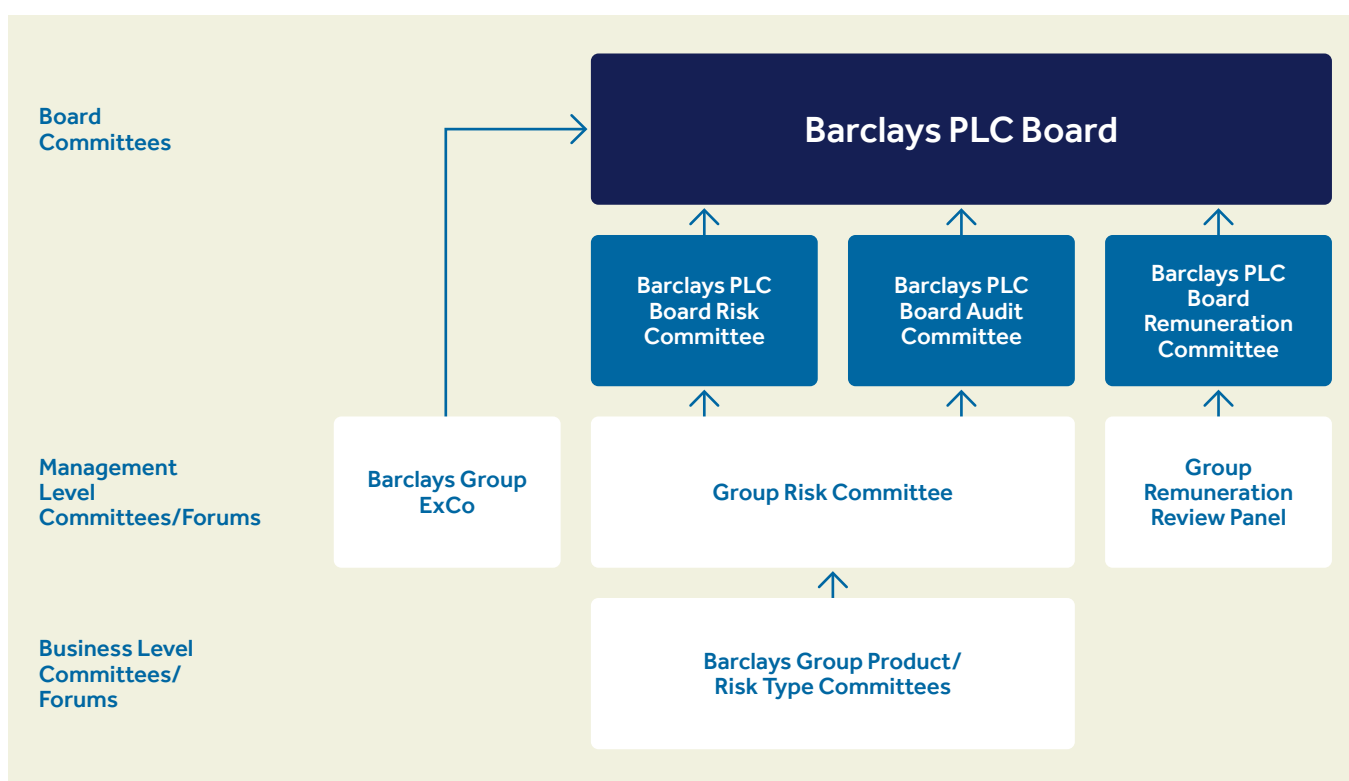 Board
Committees
Barclays PLC Board
Barclays PLC
Board Risk
Committee
Barclays PLC
Board Audit
Committee
Barclays PLC
Board
Remuneration
Committee
Management
Level
Committees/Forums
Barclays Group
ExCo
Group Risk Committee
Group
Remuneration
Review Panel
Business Level
Committees/
Forums
Barclays Group Product/
Risk Type Committees